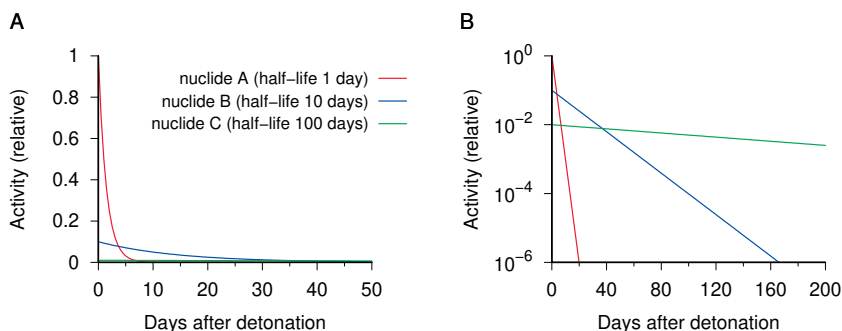 A
Activity (relative)
1
0.8
0.6
0.4
0.2
0
nuclide A (half−life 1 day)
nuclide B (half−life 10 days)
nuclide C (half−life 100 days)
0 10 20 30 40 50
Days after detonation
B
Activity (relative)
10⁰
10⁻²
10⁻⁴
10⁻⁶
0 40 80 120 160 200
Days after detonation